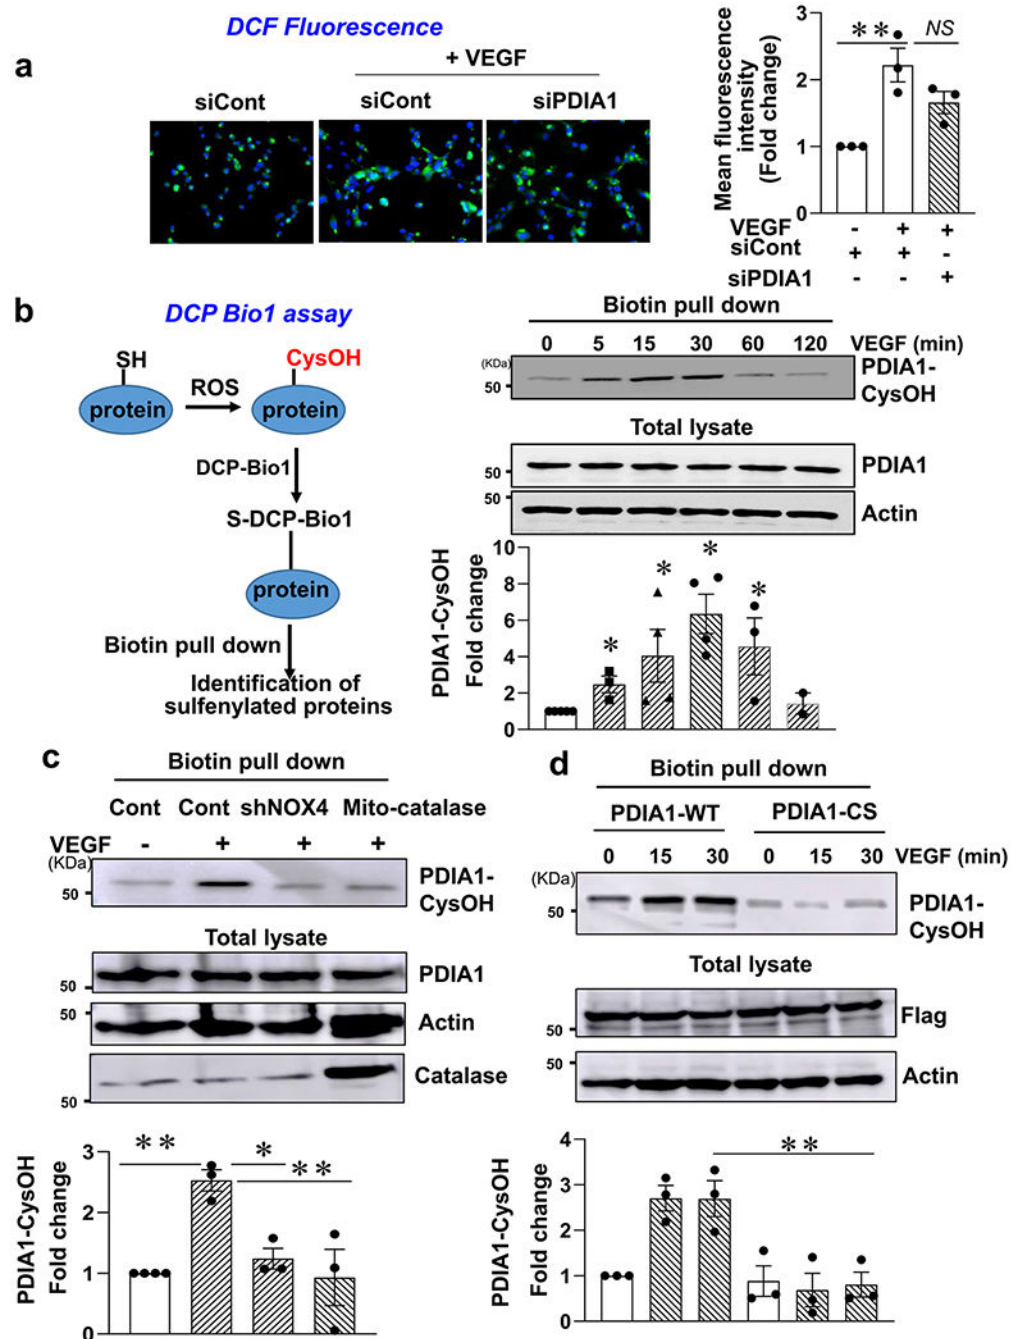 a
DCF Fluorescence
+ VEGF
siCont
siCont
siPDIA1
Mean fluorescence
intensity
(Fold change)
3
2
1
0
**
NS
VEGF - + +
siCont + + -
siPDIA1 - - +
b
DCP Bio1 assay
SH
CysOH
protein
ROS
protein
DCP-Bio1
S-DCP-Bio1
protein
Biotin pull down
Identification of
sulfenylated proteins
Biotin pull down
0 5 15 30 60 120 VEGF (min)
(KDa)
50
PDIA1-
CysOH
Total lysate
50
PDIA1
50
Actin
PDIA1-CysOH
Fold change
10
8
6
4
2
0
* * * *
c
Biotin pull down
Cont Cont shNOX4 Mito-catalase
VEGF - + + +
(KDa)
50
PDIA1-
CysOH
Total lysate
50
PDIA1
50
Actin
50
Catalase
PDIA1-CysOH
Fold change
3
2
1
0
** * **
d
Biotin pull down
PDIA1-WT PDIA1-CS
0 15 30 0 15 30 VEGF (min)
(KDa)
50
PDIA1-
CysOH
Total lysate
50
Flag
50
Actin
PDIA1-CysOH
Fold change
4
3
2
1
0
**